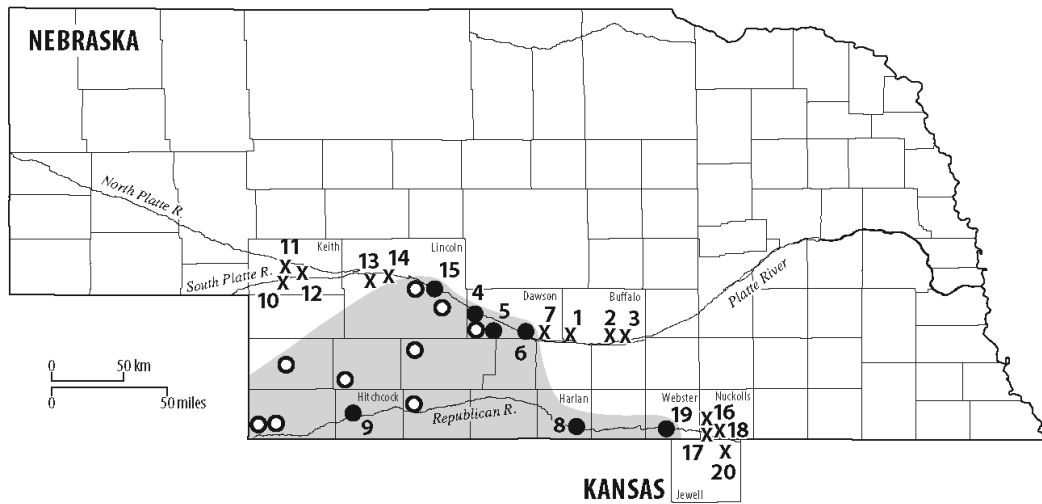 NEBRASKA
North Platte R.
11
Keith
13
14
Lincoln
15
South Platte R.
10
12
4
5
Dawson
7
1
Buffalo
2
3
Platte River
6
0
50 km
0
50 miles
Hitchcock
9
Republican R.
Harlan
8
Webster
19
Nuckolls
16
18
17
20
KANSAS
Jewell